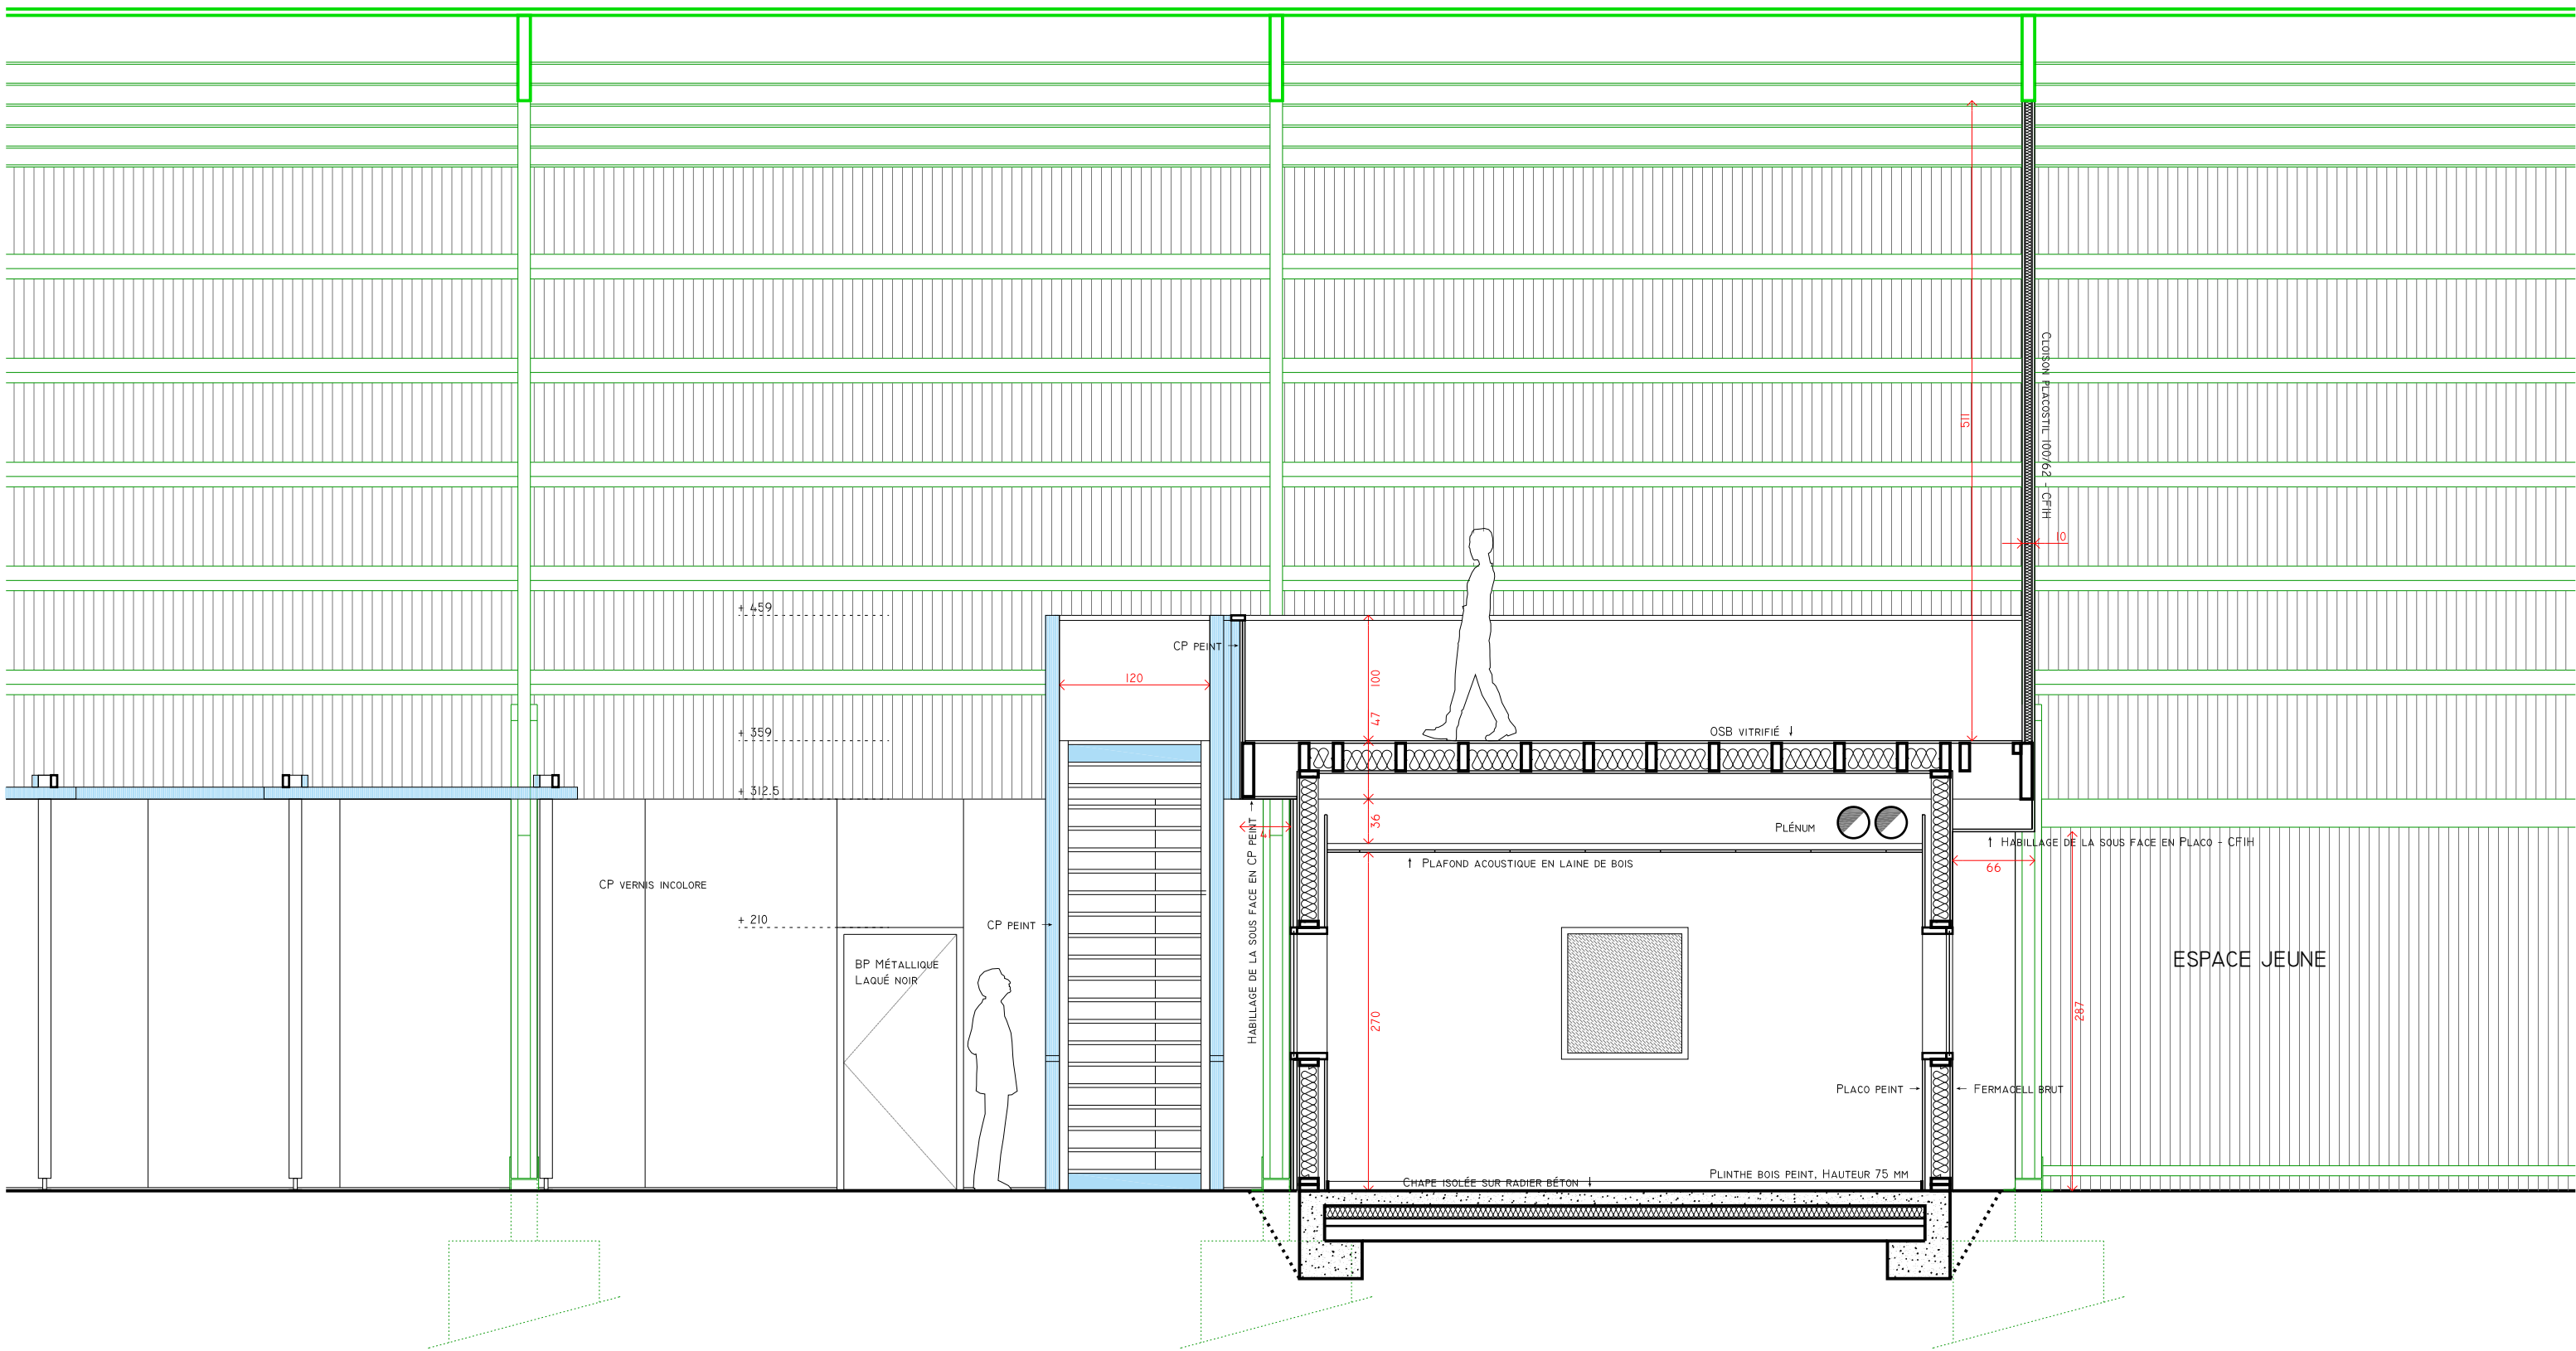 CLOISON PLACOSTIL 100/62 - CF1H
511
10
+ 459
CP PEINT →
120
100
47
+ 359
OSB VITRIFIÉ ↓
+ 312.5
36
41
PLÉNUM
↑ HABILLAGE DE LA SOUS FACE EN PLACO - CF1H
↑ PLAFOND ACOUSTIQUE EN LAINE DE BOIS
66
CP VERNIS INCOLORE
+ 210
CP PEINT →
HABILLAGE DE LA SOUS FACE EN CP PEINT →
BP MÉTALLIQUE
LAQUÉ NOIR
ESPACE JEUNE
270
287
PLACO PEINT →
← FERMACELL BRUT
PLINTHE BOIS PEINT, HAUTEUR 75 MM
CHAPE ISOLÉE SUR RADIER BÉTON ↓